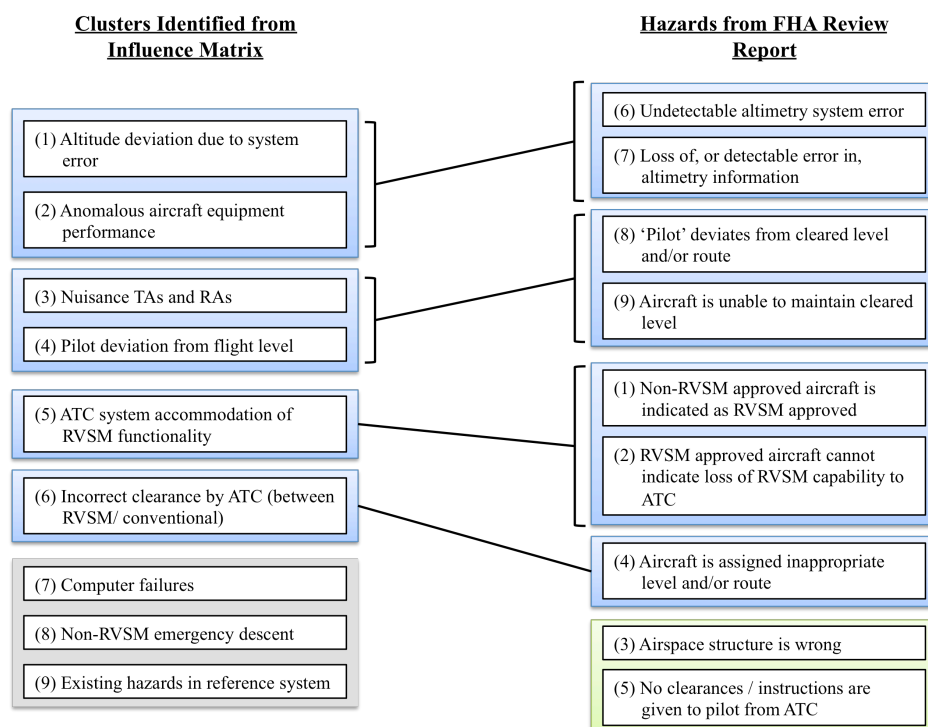 Clusters Identified from
Influence Matrix
(1) Altitude deviation due to system
error
(2) Anomalous aircraft equipment
performance
(3) Nuisance TAs and RAs
(4) Pilot deviation from flight level
(5) ATC system accommodation of
RVSM functionality
(6) Incorrect clearance by ATC (between
RVSM/ conventional)
(7) Computer failures
(8) Non-RVSM emergency descent
(9) Existing hazards in reference system
Hazards from FHA Review
Report
(6) Undetectable altimetry system error
(7) Loss of, or detectable error in,
altimetry information
(8) ‘Pilot’ deviates from cleared level
and/or route
(9) Aircraft is unable to maintain cleared
level
(1) Non-RVSM approved aircraft is
indicated as RVSM approved
(2) RVSM approved aircraft cannot
indicate loss of RVSM capability to
ATC
(4) Aircraft is assigned inappropriate
level and/or route
(3) Airspace structure is wrong
(5) No clearances / instructions are
given to pilot from ATC